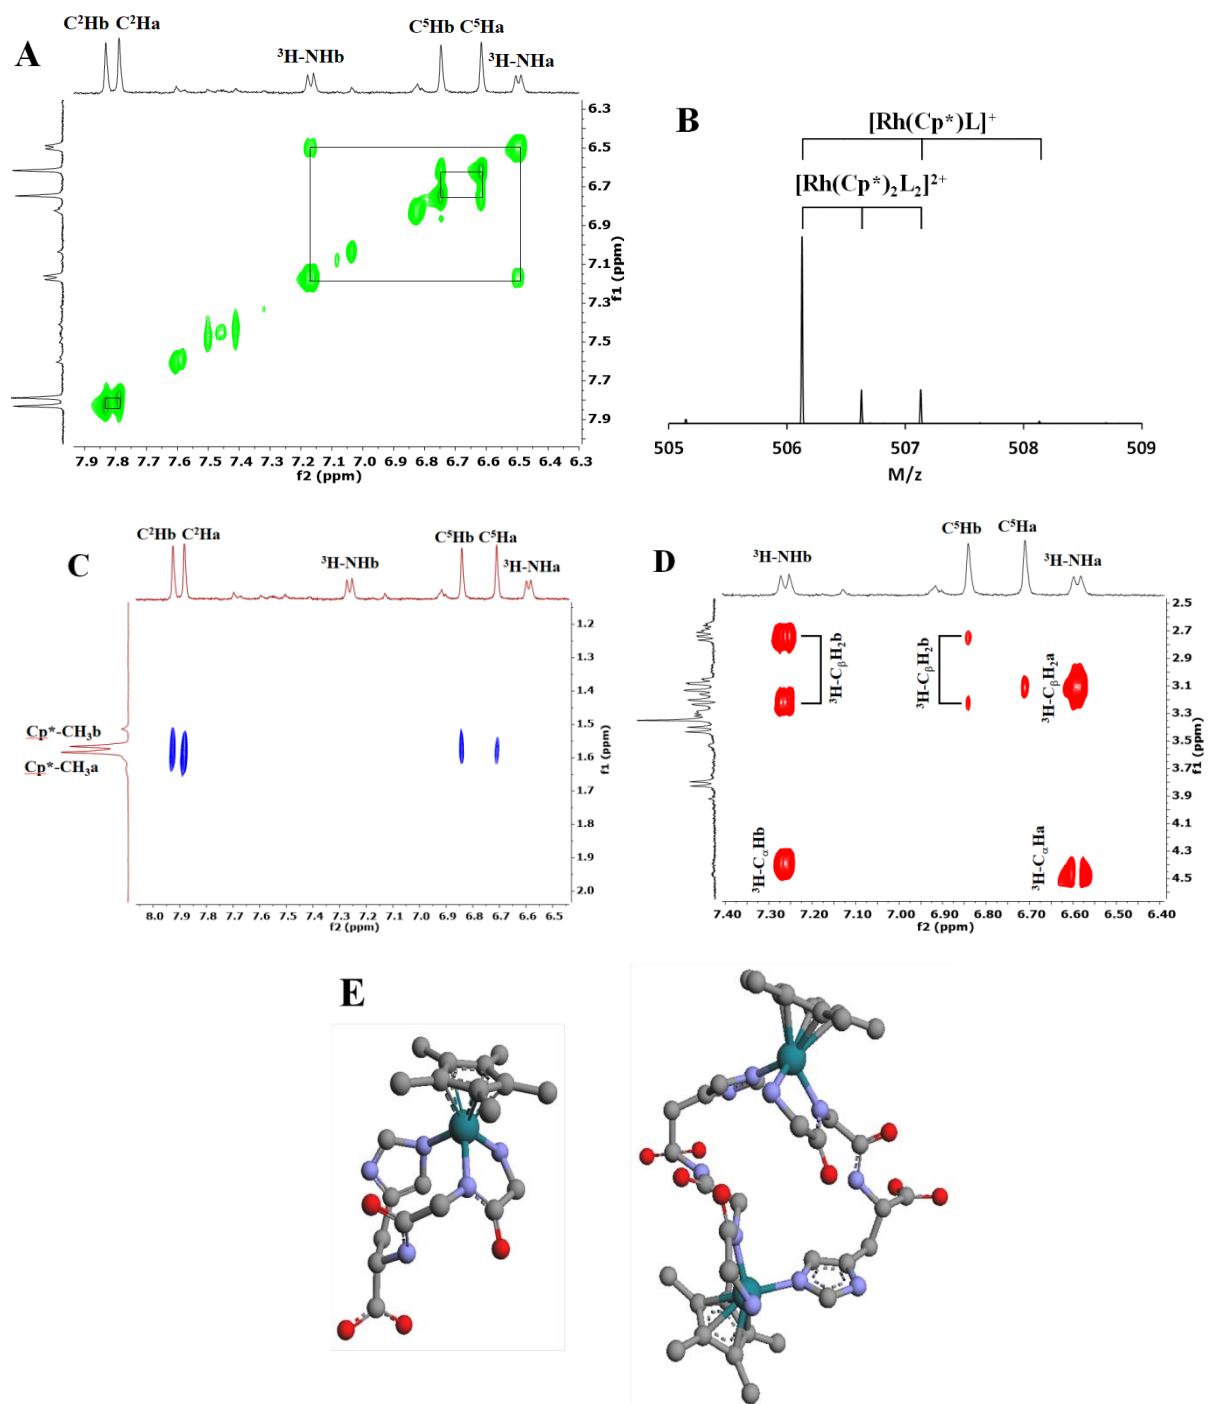 A
C²Hb C²Ha
³H-NHb
C⁵Hb C⁵Ha
³H-NHa
6.3
6.5
6.7
6.9
7.1
7.3
7.5
7.7
7.9
f1 (ppm)
7.9 7.8 7.7 7.6 7.5 7.4 7.3 7.2 7.1 7.0 6.9 6.8 6.7 6.6 6.5 6.4 6.3
f2 (ppm)
B
[Rh(Cp*)L]⁺
[Rh(Cp*)₂L₂]²⁺
505 506 507 508 509
M/z
C
C²Hb C²Ha
³H-NHb
C⁵Hb C⁵Ha
³H-NHa
Cp*-CH₃b
Cp*-CH₃a
1.2
1.3
1.4
1.5
1.6
1.7
1.8
1.9
2.0
f1 (ppm)
8.0 7.9 7.8 7.7 7.6 7.5 7.4 7.3 7.2 7.1 7.0 6.9 6.8 6.7 6.6 6.5
f2 (ppm)
D
³H-NHb
C⁵Hb
C⁵Ha
³H-NHa
³H-CβH₂b
³H-CβH₂b
³H-CβH₂a
³H-CαHb
³H-CαHa
2.5
2.7
2.9
3.1
3.3
3.5
3.7
3.9
4.1
4.3
4.5
f1 (ppm)
7.40 7.30 7.20 7.10 7.00 6.90 6.80 6.70 6.60 6.50 6.40
f2 (ppm)
E